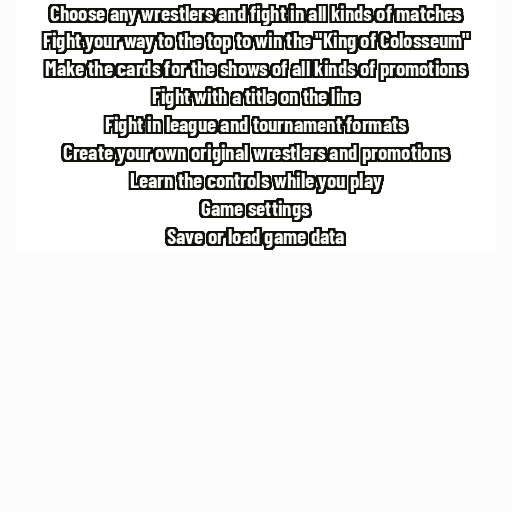 Choose any wrestlers and fight in all kinds of matches
Fight your way to the top to win the "King of Colosseum"
Make the cards for the shows of all kinds of promotions
Fight with a title on the line
Fight in league and tournament formats
Create your own original wrestlers and promotions
Learn the controls while you play
Game settings
Save or load game data